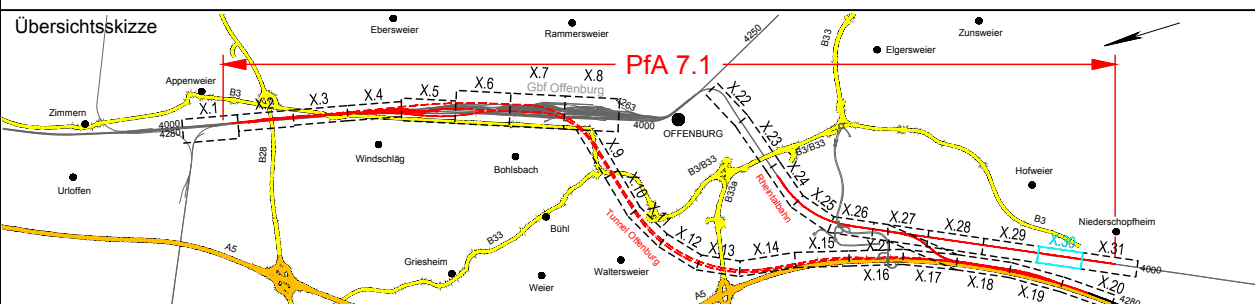 Übersichtsskizze
Ebersweier
Rammersweier
4250
B33
Zunsweier
Elgersweier
PfA 7.1
Appenweier
B3
X.1
X.2
X.3
X.4
X.5
X.6
X.7
X.8
Gbf Offenburg
4263
Zimmern
4000
4280
4000
OFFENBURG
X.22
X.23
X.24
X.25
B28
Windschläg
Bohlsbach
X.9
X.10
X.11
B3/B33
B33a
B3/B33
Rheintalbahn
Hofweier
Urloffen
X.26
X.27
X.28
X.29
X.30
X.31
B3
Niederschopfheim
4000
Tunnel Offenburg
Bühl
B33
A5
Griesheim
Weier
Waltersweier
X.12
X.13
X.14
X.15
X.21
X.16
X.17
X.18
X.19
X.20
A5
4280